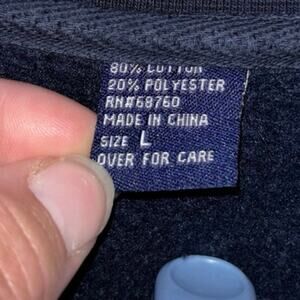 80% COTTON
20% POLYESTER
RN#68760
MADE IN CHINA
SIZE L
OVER FOR CARE